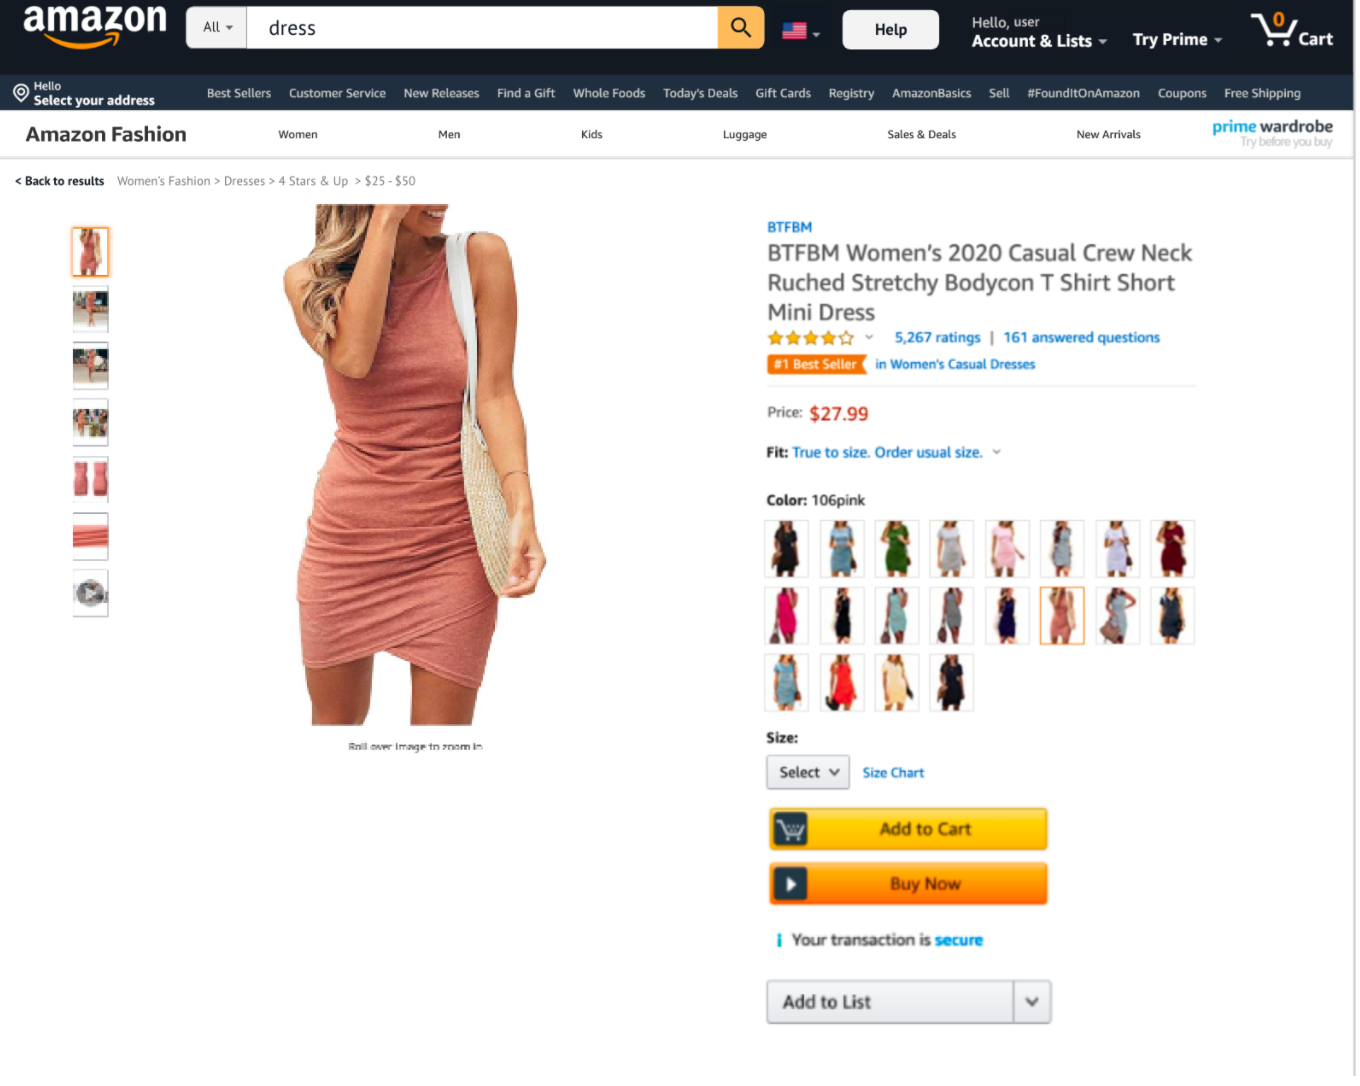 amazon
All
dress
Help
Hello, user
Account & Lists
Try Prime
0
Cart
Hello
Select your address
Best Sellers
Customer Service
New Releases
Find a Gift
Whole Foods
Today's Deals
Gift Cards
Registry
AmazonBasics
Sell
#FoundItOnAmazon
Coupons
Free Shipping
Amazon Fashion
Women
Men
Kids
Luggage
Sales & Deals
New Arrivals
prime wardrobe
Try before you buy
< Back to results
Women's Fashion > Dresses > 4 Stars & Up > $25 - $50
BTFBM
BTFBM Women's 2020 Casual Crew Neck
Ruched Stretchy Bodycon T Shirt Short
Mini Dress
5,267 ratings | 161 answered questions
#1 Best Seller in Women's Casual Dresses
Price: $27.99
Fit: True to size. Order usual size.
Color: 106pink
Roll over image to zoom in
Size:
Select
Size Chart
Add to Cart
Buy Now
i Your transaction is secure
Add to List